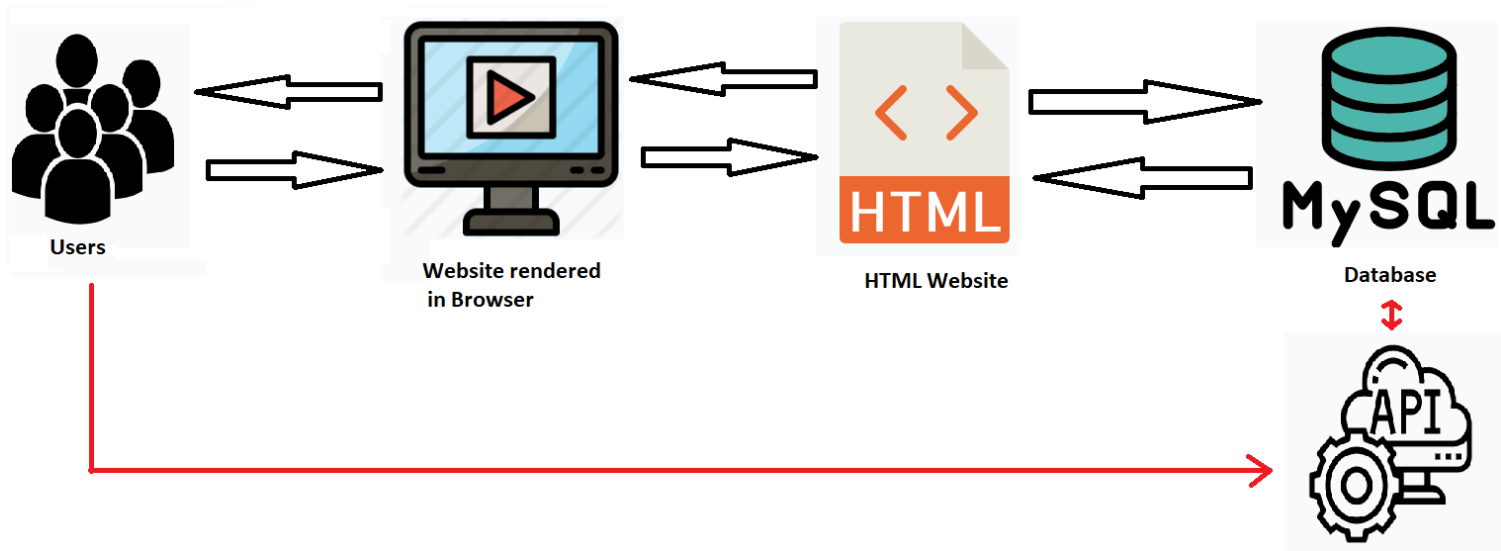 HTML
MySQL
Users
Website rendered
in Browser
HTML Website
Database
API